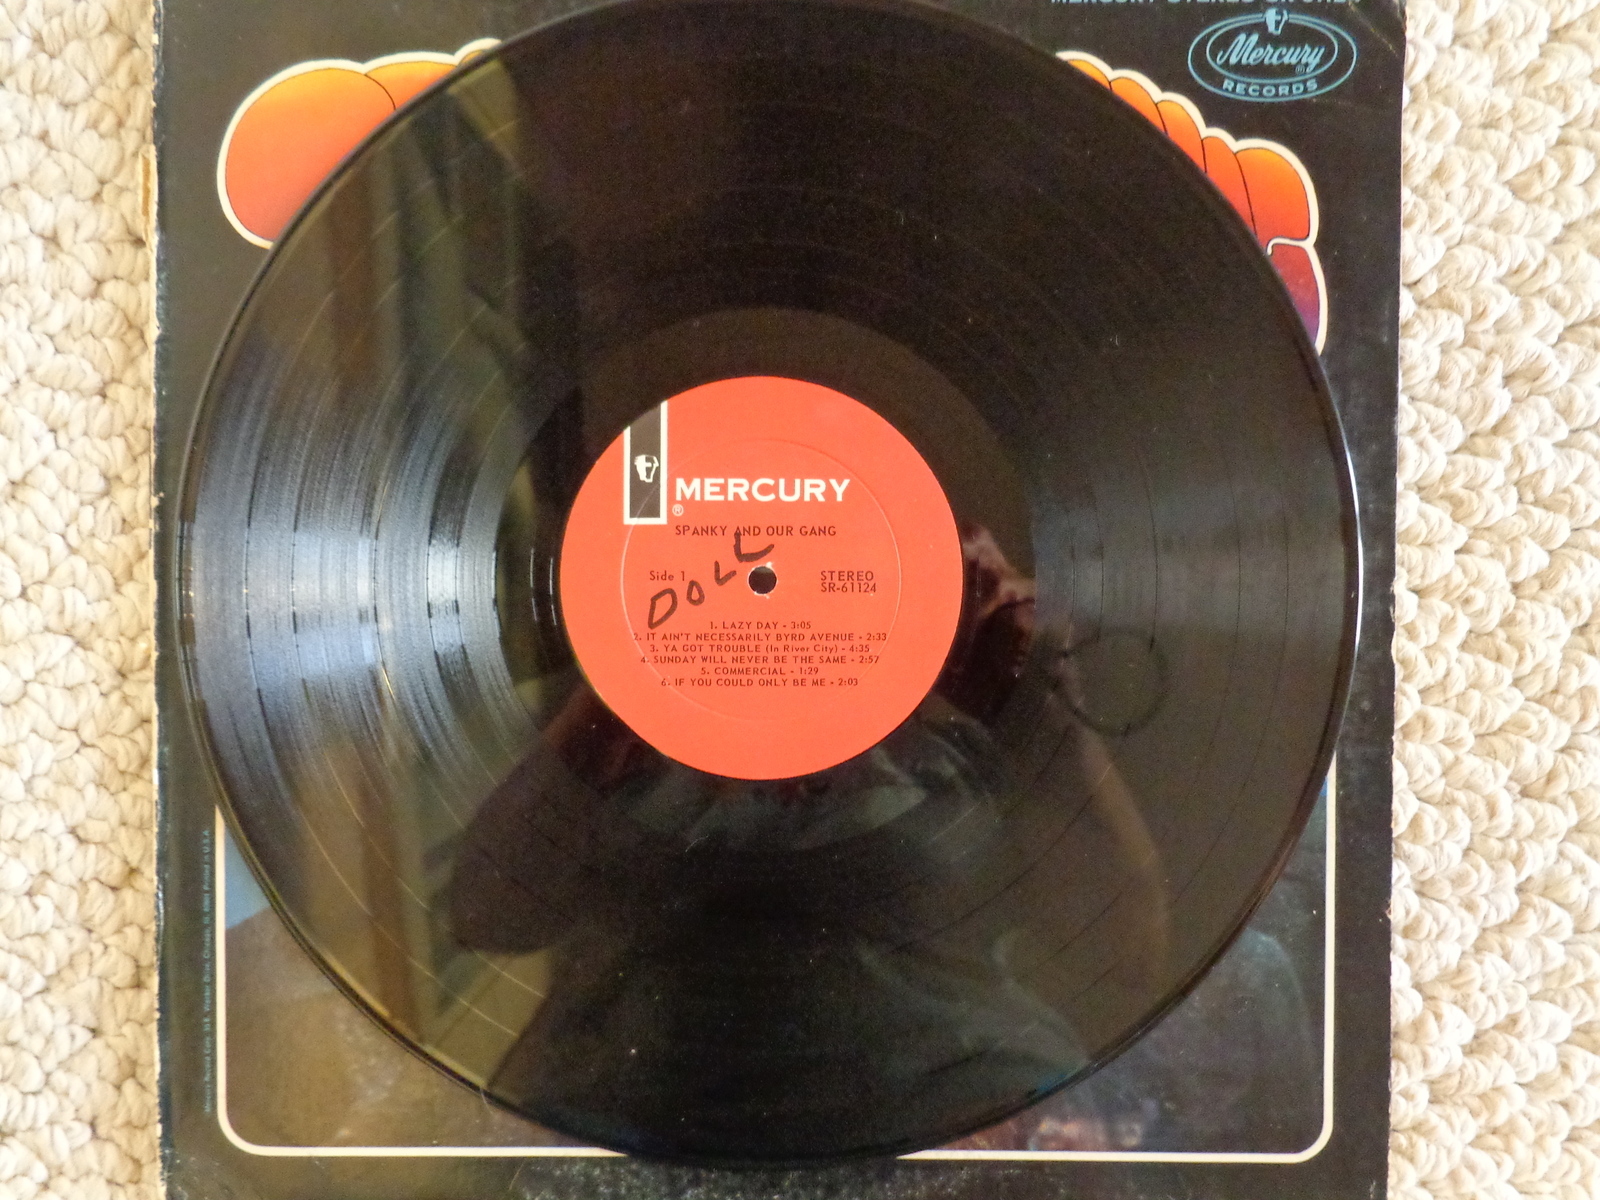 Mercury
RECORDS
MERCURY
®
SPANKY AND OUR GANG
DOLL
Side 1
STEREO
SR-61124
1. LAZY DAY - 3:05
2. IT AIN'T NECESSARILY BYRD AVENUE - 2:33
3. YA GOT TROUBLE (In River City) - 4:35
4. SUNDAY WILL NEVER BE THE SAME - 2:57
5. COMMERCIAL - 1:29
6. IF YOU COULD ONLY BE ME - 2:03
Printed in U.S.A.